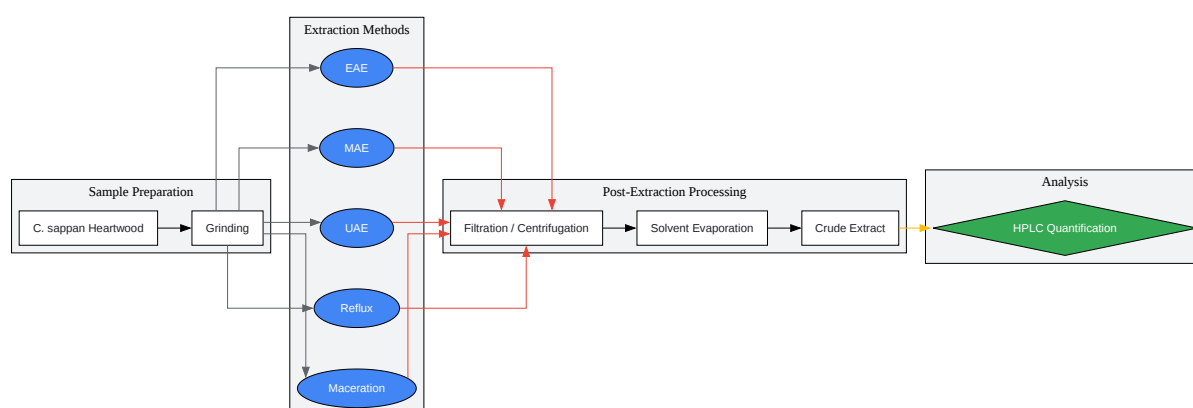 Extraction Methods
EAE
MAE
Sample Preparation
C. sappan Heartwood
Grinding
UAE
Reflux
Maceration
Post-Extraction Processing
Filtration / Centrifugation
Solvent Evaporation
Crude Extract
Analysis
HPLC Quantification